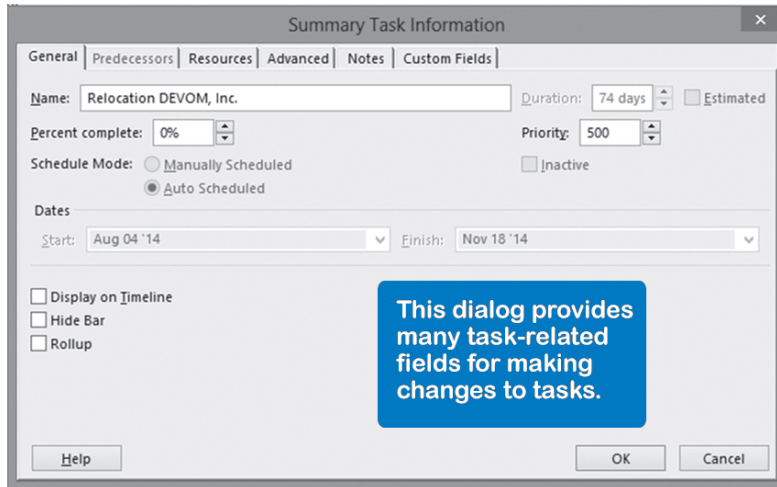 Summary Task Information
General Predecessors Resources Advanced Notes Custom Fields
Name: Relocation DEVOM, Inc. Duration: 74 days Estimated
Percent complete: 0% Priority: 500
Schedule Mode: Manually Scheduled Inactive
Auto Scheduled
Dates
Start: Aug 04 '14 Finish: Nov 18 '14
Display on Timeline
Hide Bar
Rollup
This dialog provides
many task-related
fields for making
changes to tasks.
Help OK Cancel